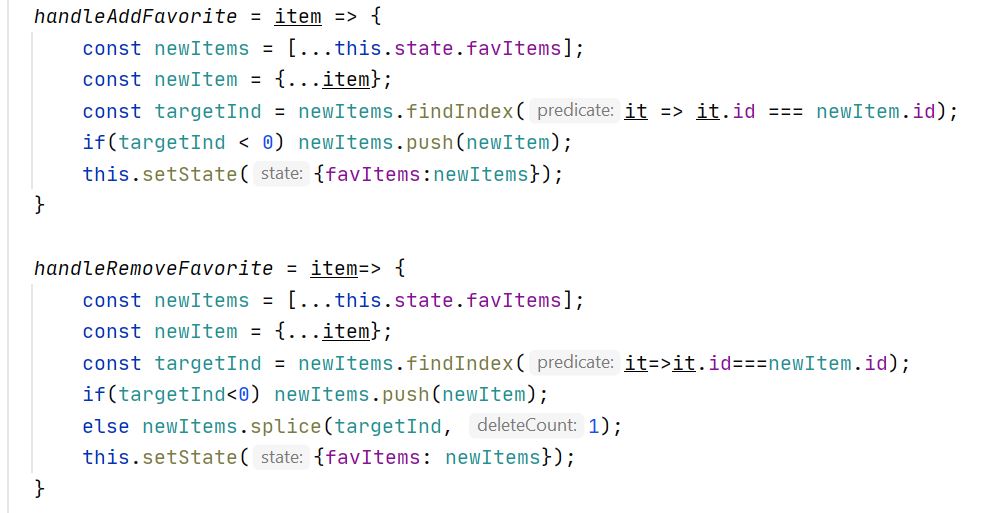 handleAddFavorite = item => {
const newItems = [...this.state.favItems];
const newItem = {...item};
const targetInd = newItems.findIndex( predicate: it => it.id === newItem.id);
if(targetInd < 0) newItems.push(newItem);
this.setState( state: {favItems:newItems});
}
handleRemoveFavorite = item=> {
const newItems = [...this.state.favItems];
const newItem = {...item};
const targetInd = newItems.findIndex( predicate: it=>it.id===newItem.id);
if(targetInd<0) newItems.push(newItem);
else newItems.splice(targetInd, deleteCount: 1);
this.setState( state: {favItems: newItems});
}